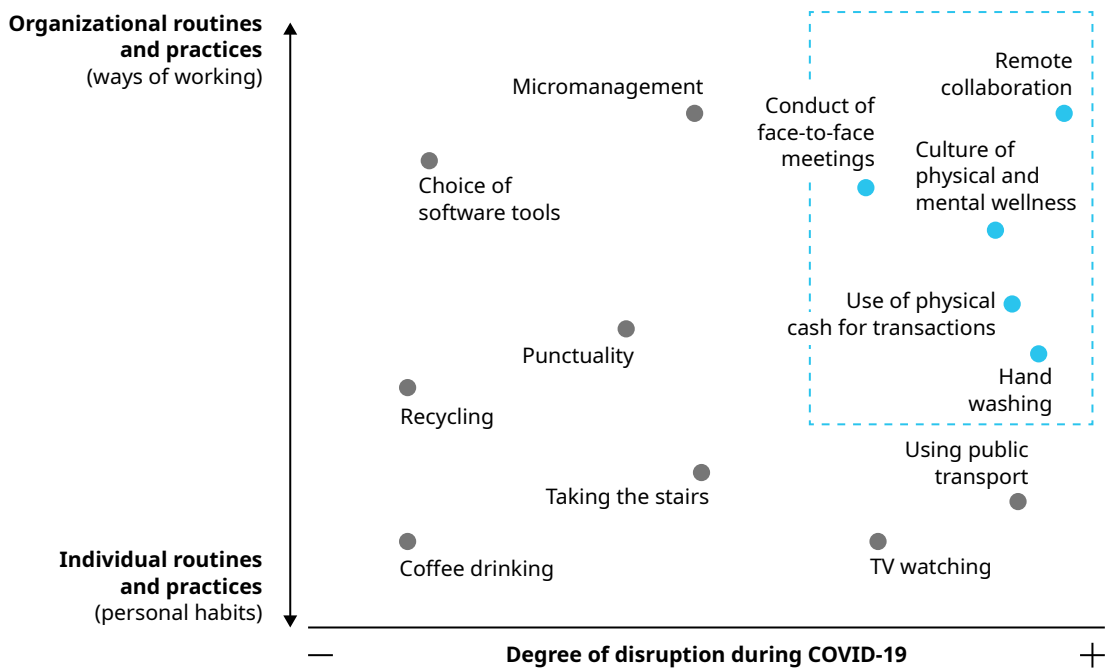 Organizational routines
and practices
(ways of working)
Micromanagement
Choice of
software tools
Conduct of
face-to-face
meetings
Remote
collaboration
Culture of
physical and
mental wellness
Use of physical
cash for transactions
Hand
washing
Punctuality
Recycling
Using public
transport
Taking the stairs
Coffee drinking
TV watching
Individual routines
and practices
(personal habits)
— Degree of disruption during COVID-19 +